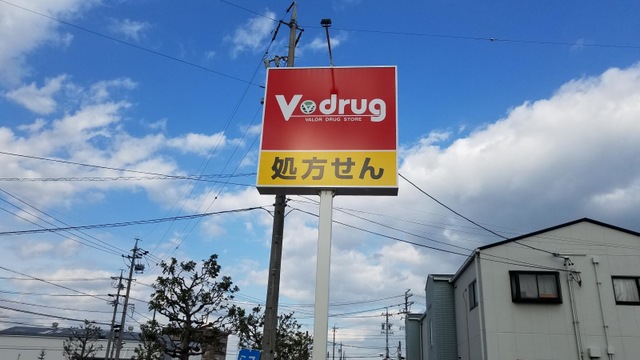 V drug
VALOR DRUG STORE
処方せん